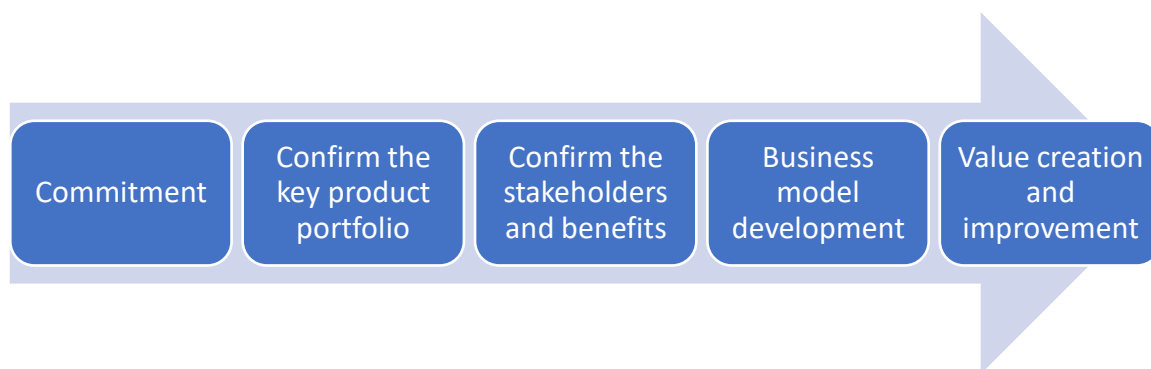 Commitment
Confirm the
key product
portfolio
Confirm the
stakeholders
and benefits
Business
model
development
Value creation
and
improvement